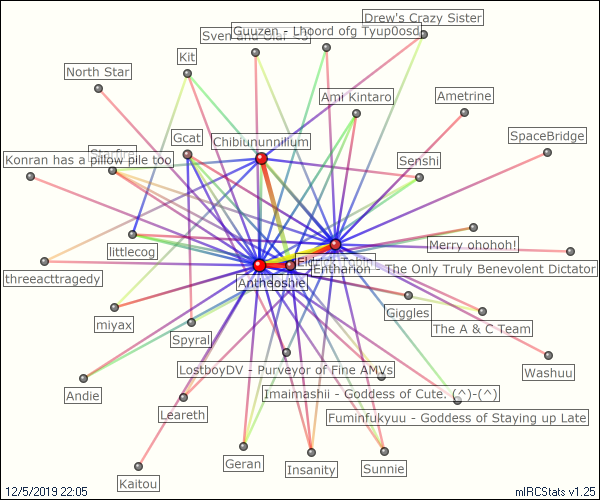 Drew's Crazy Sister
Sven and Olaf <3
Guuzen - Lhoord ofg Tyup0osd
Kit
North Star
Ami Kintaro
Ametrine
Gcat
Chibiununnilium
SpaceBridge
Starfire
Konran has a pillow pile too
Senshi
littlecog
Merry ohohoh!
threeacttragedy
Entharion - The Only Truly Benevolent Dictator
Giggles
miyax
The A & C Team
Spyral
LostboyDV - Purveyor of Fine AMVs
Washuu
Andie
Imaimashii - Goddess of Cute. (^)-(^)
Leareth
Fuminfukyuu - Goddess of Staying up Late
Geran
Insanity
Sunnie
Kaitou
12/5/2019 22:05
mIRCStats v1.25